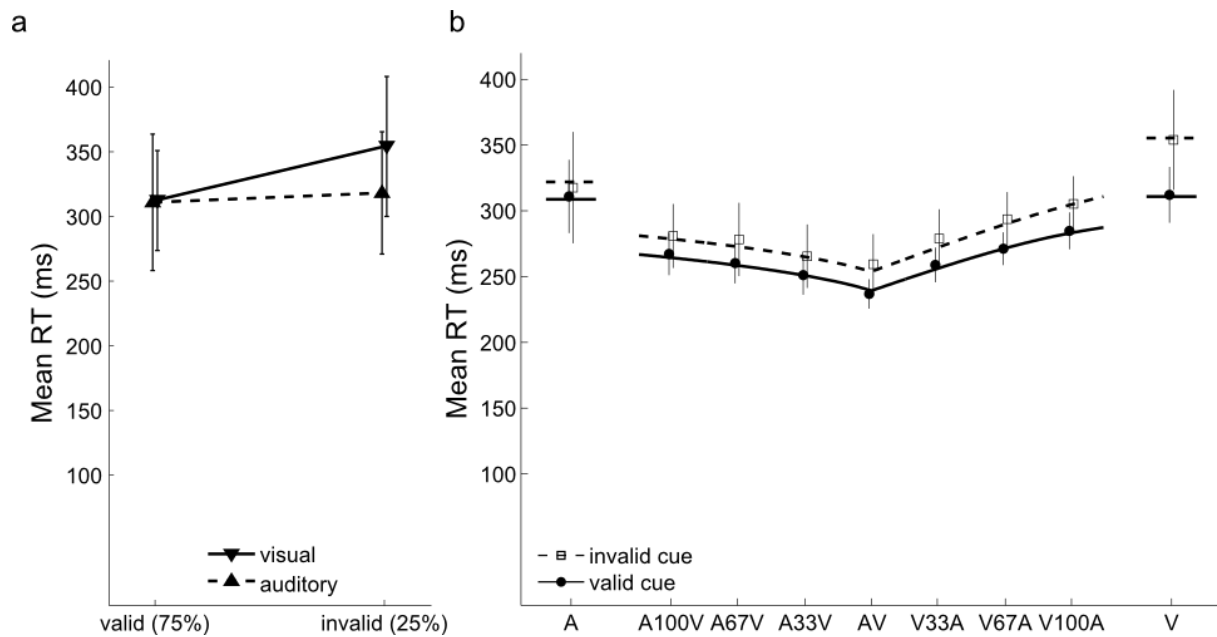 a
Mean RT (ms)
400
350
300
250
200
150
100
visual
auditory
valid (75%) invalid (25%)
b
Mean RT (ms)
400
350
300
250
200
150
100
invalid cue
valid cue
A A100V A67V A33V AV V33A V67A V100A V